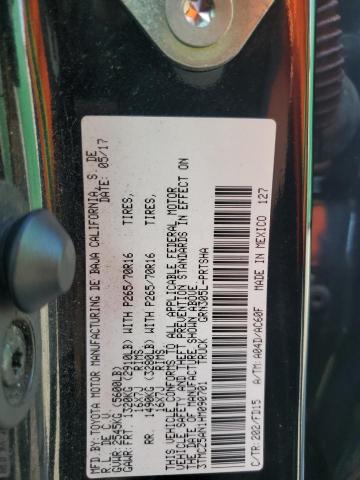 MFD.BY:TOYOTA MOTOR MANUFACTURING DE BAJA CALIFORNIA, S. DE
R.L. DE C.V. DATE: 05/17
GVWR: 2545KG (5600LB)
FRT: 1320KG (2910LB) WITH P265/70R16 TIRES,
16X7J RIMS,
RR: 1490KG (3280LB) WITH P265/70R16 TIRES,
16X7J RIMS,
THIS VEHICLE CONFORMS TO ALL APPLICABLE FEDERAL MOTOR
VEHICLE SAFETY AND THEFT PREVENTION STANDARDS IN EFFECT ON
THE DATE OF MANUFACTURE SHOWN ABOVE.
3TMCZ5AN1HM090701 TRUCK GRN305L-PRTSHA
C/TR:202/FD15 A/TM:A04D/AC60F MADE IN MEXICO 127